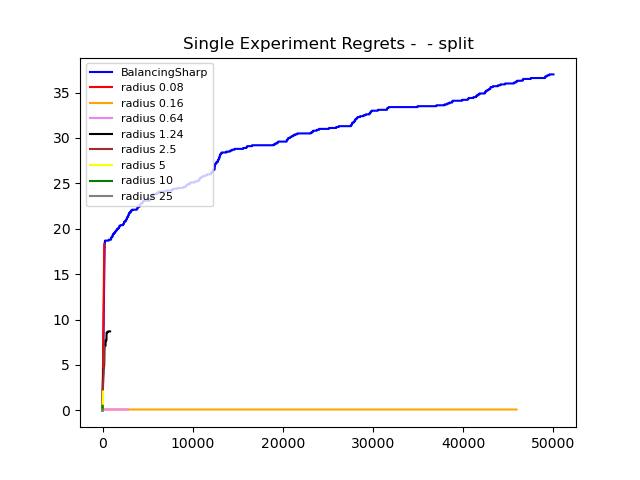 Single Experiment Regrets -  - split
BalancingSharp
radius 0.08
radius 0.16
radius 0.64
radius 1.24
radius 2.5
radius 5
radius 10
radius 25
35
30
25
20
15
10
5
0
0 10000 20000 30000 40000 50000